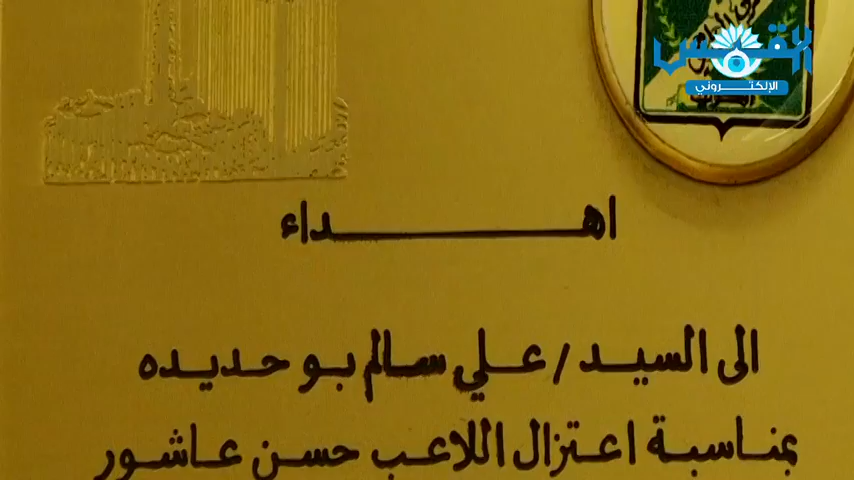 القبس
الإلكتروني
اهداء
الى السيد / علي سالم بو حديده
بمناسبة اعتزال اللاعب حسن عاشور